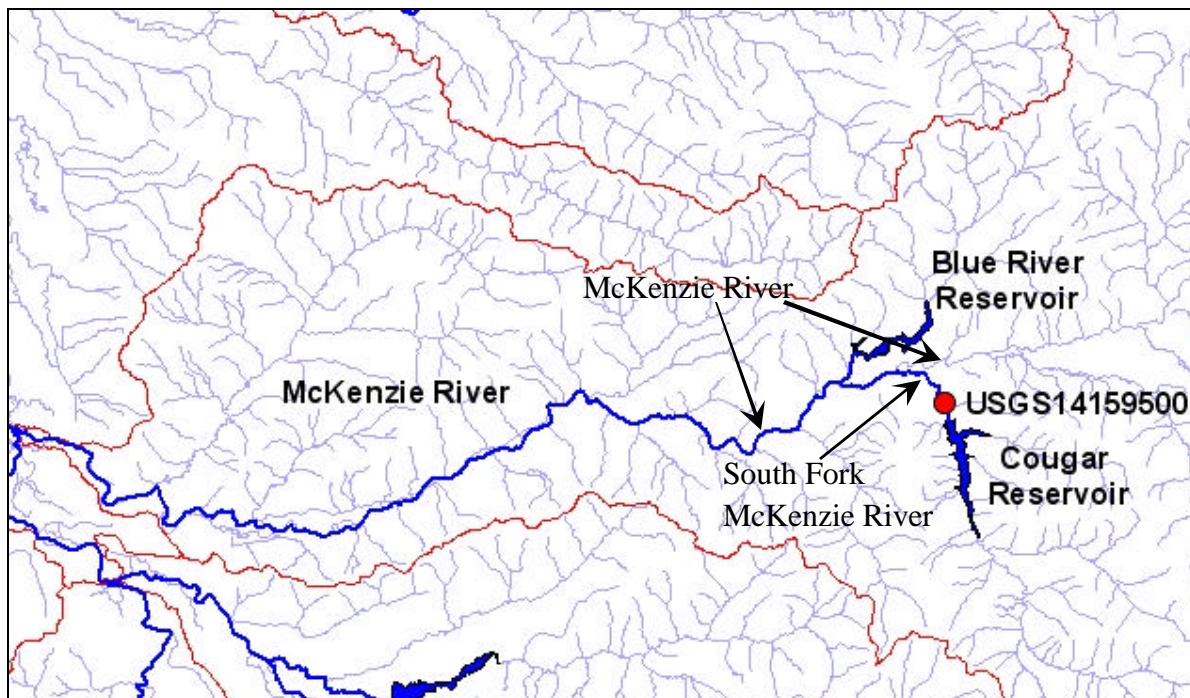 Blue River
Reservoir
McKenzie River
McKenzie River
USGS14159500
South Fork
McKenzie River
Cougar
Reservoir